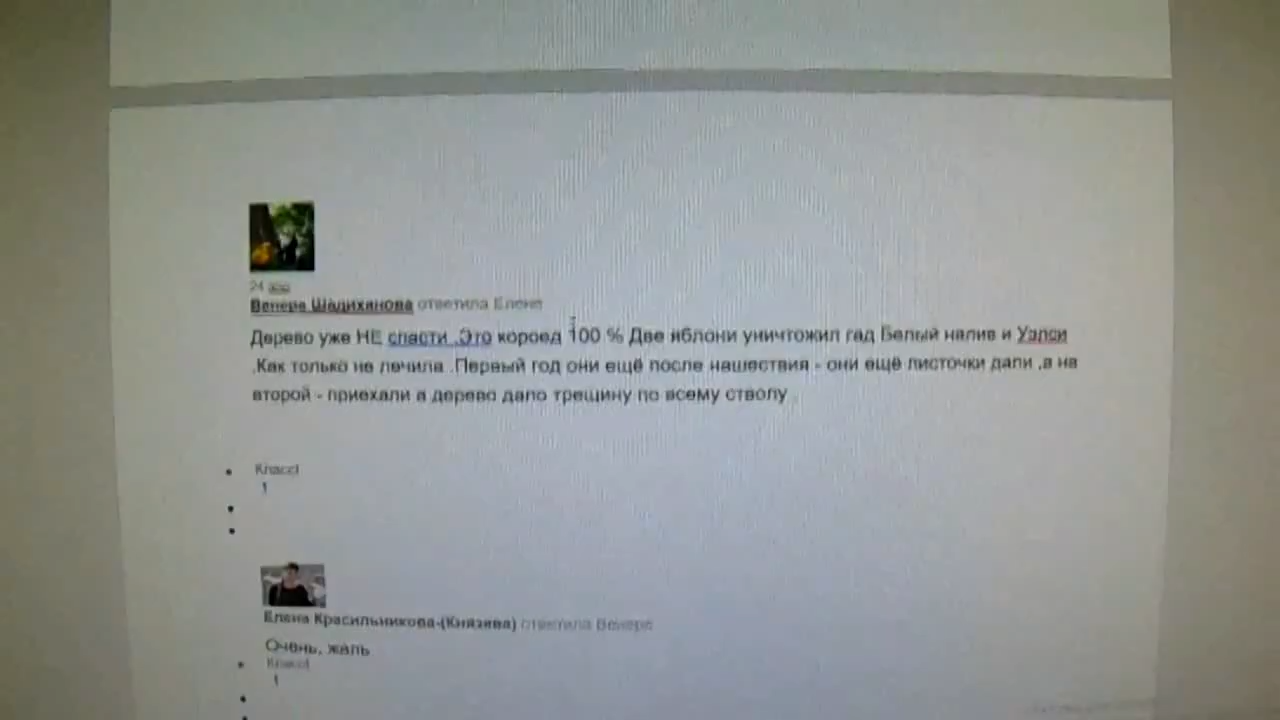 24 апр
Венера Шадиханова ответила Елене
Дерево уже НЕ спасти .Это короед 100 % Две яблони уничтожил гад Белый налив и Уэлси
.Как только не лечила .Первый год они ещё после нашествия - они ещё листочки дали ,а на
второй - приехали а дерево дало трещину по всему стволу .
Класс!
1
Елена Красильникова-(Князева) ответила Венере
Очень, жаль
Класс!
1